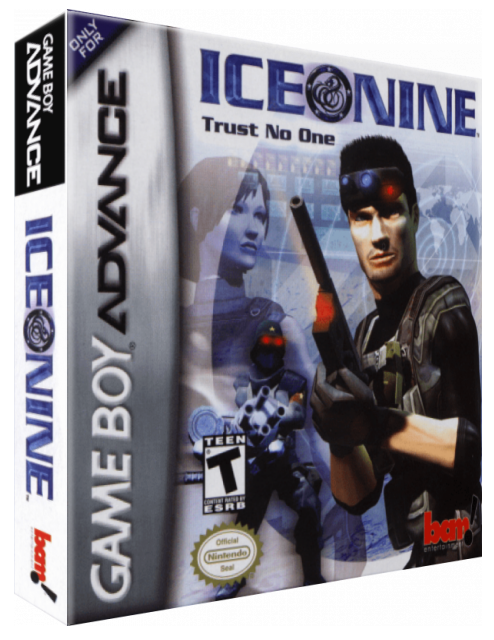 GAME BOY
ADVANCE
ICE NINE
bam!
ONLY
FOR
GAME BOY ADVANCE
ICE NINE
Trust No One
TEEN
T
CONTENT RATED BY
ESRB
Official
Nintendo
Seal
bam!
entertainment